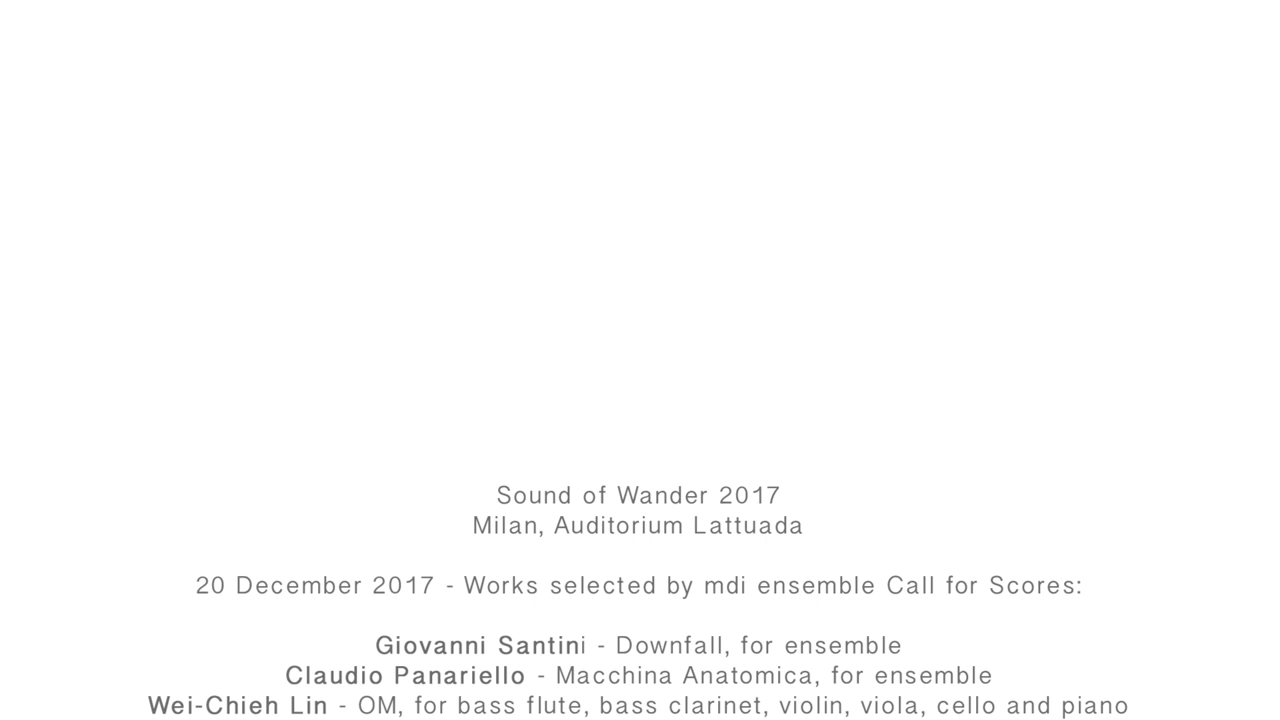 Sound of Wander 2017
Milan, Auditorium Lattuada
20 December 2017 - Works selected by mdi ensemble Call for Scores:
Giovanni Santini - Downfall, for ensemble
Claudio Panariello - Macchina Anatomica, for ensemble
Wei-Chieh Lin - OM, for bass flute, bass clarinet, violin, viola, cello and piano